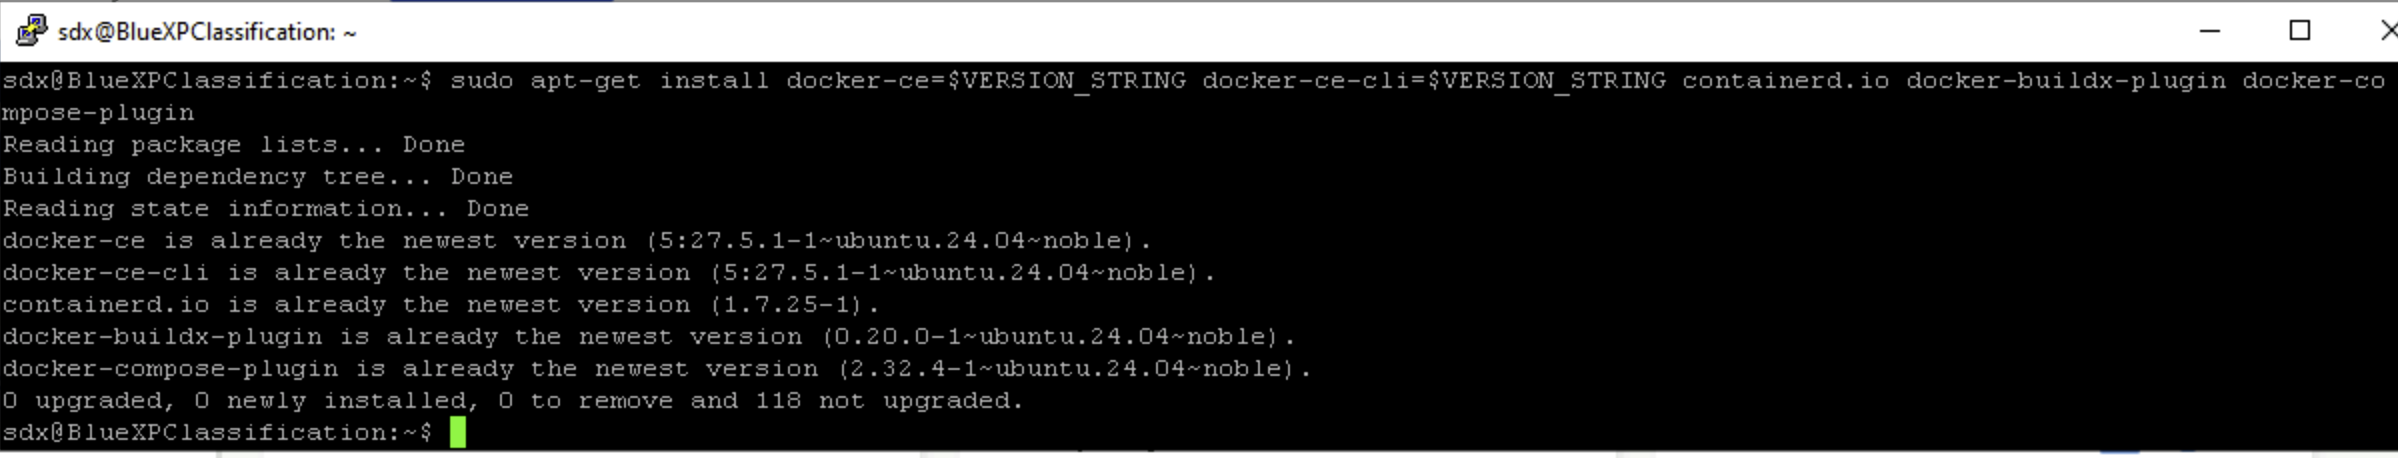 sdx@BlueXPClassification: ~
sdx@BlueXPClassification:~$ sudo apt-get install docker-ce=$VERSION_STRING docker-ce-cli=$VERSION_STRING containerd.io docker-buildx-plugin docker-co
mpose-plugin
Reading package lists... Done
Building dependency tree... Done
Reading state information... Done
docker-ce is already the newest version (5:27.5.1-1~ubuntu.24.04~noble).
docker-ce-cli is already the newest version (5:27.5.1-1~ubuntu.24.04~noble).
containerd.io is already the newest version (1.7.25-1).
docker-buildx-plugin is already the newest version (0.20.0-1~ubuntu.24.04~noble).
docker-compose-plugin is already the newest version (2.32.4-1~ubuntu.24.04~noble).
0 upgraded, 0 newly installed, 0 to remove and 118 not upgraded.
sdx@BlueXPClassification:~$